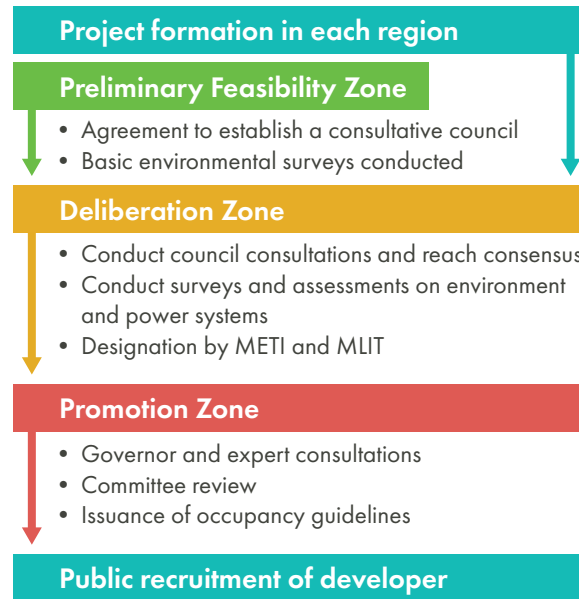 Project formation in each region
Preliminary Feasibility Zone
• Agreement to establish a consultative council
• Basic environmental surveys conducted
Deliberation Zone
• Conduct council consultations and reach consensus
• Conduct surveys and assessments on environment
and power systems
• Designation by METI and MLIT
Promotion Zone
• Governor and expert consultations
• Committee review
• Issuance of occupancy guidelines
Public recruitment of developer